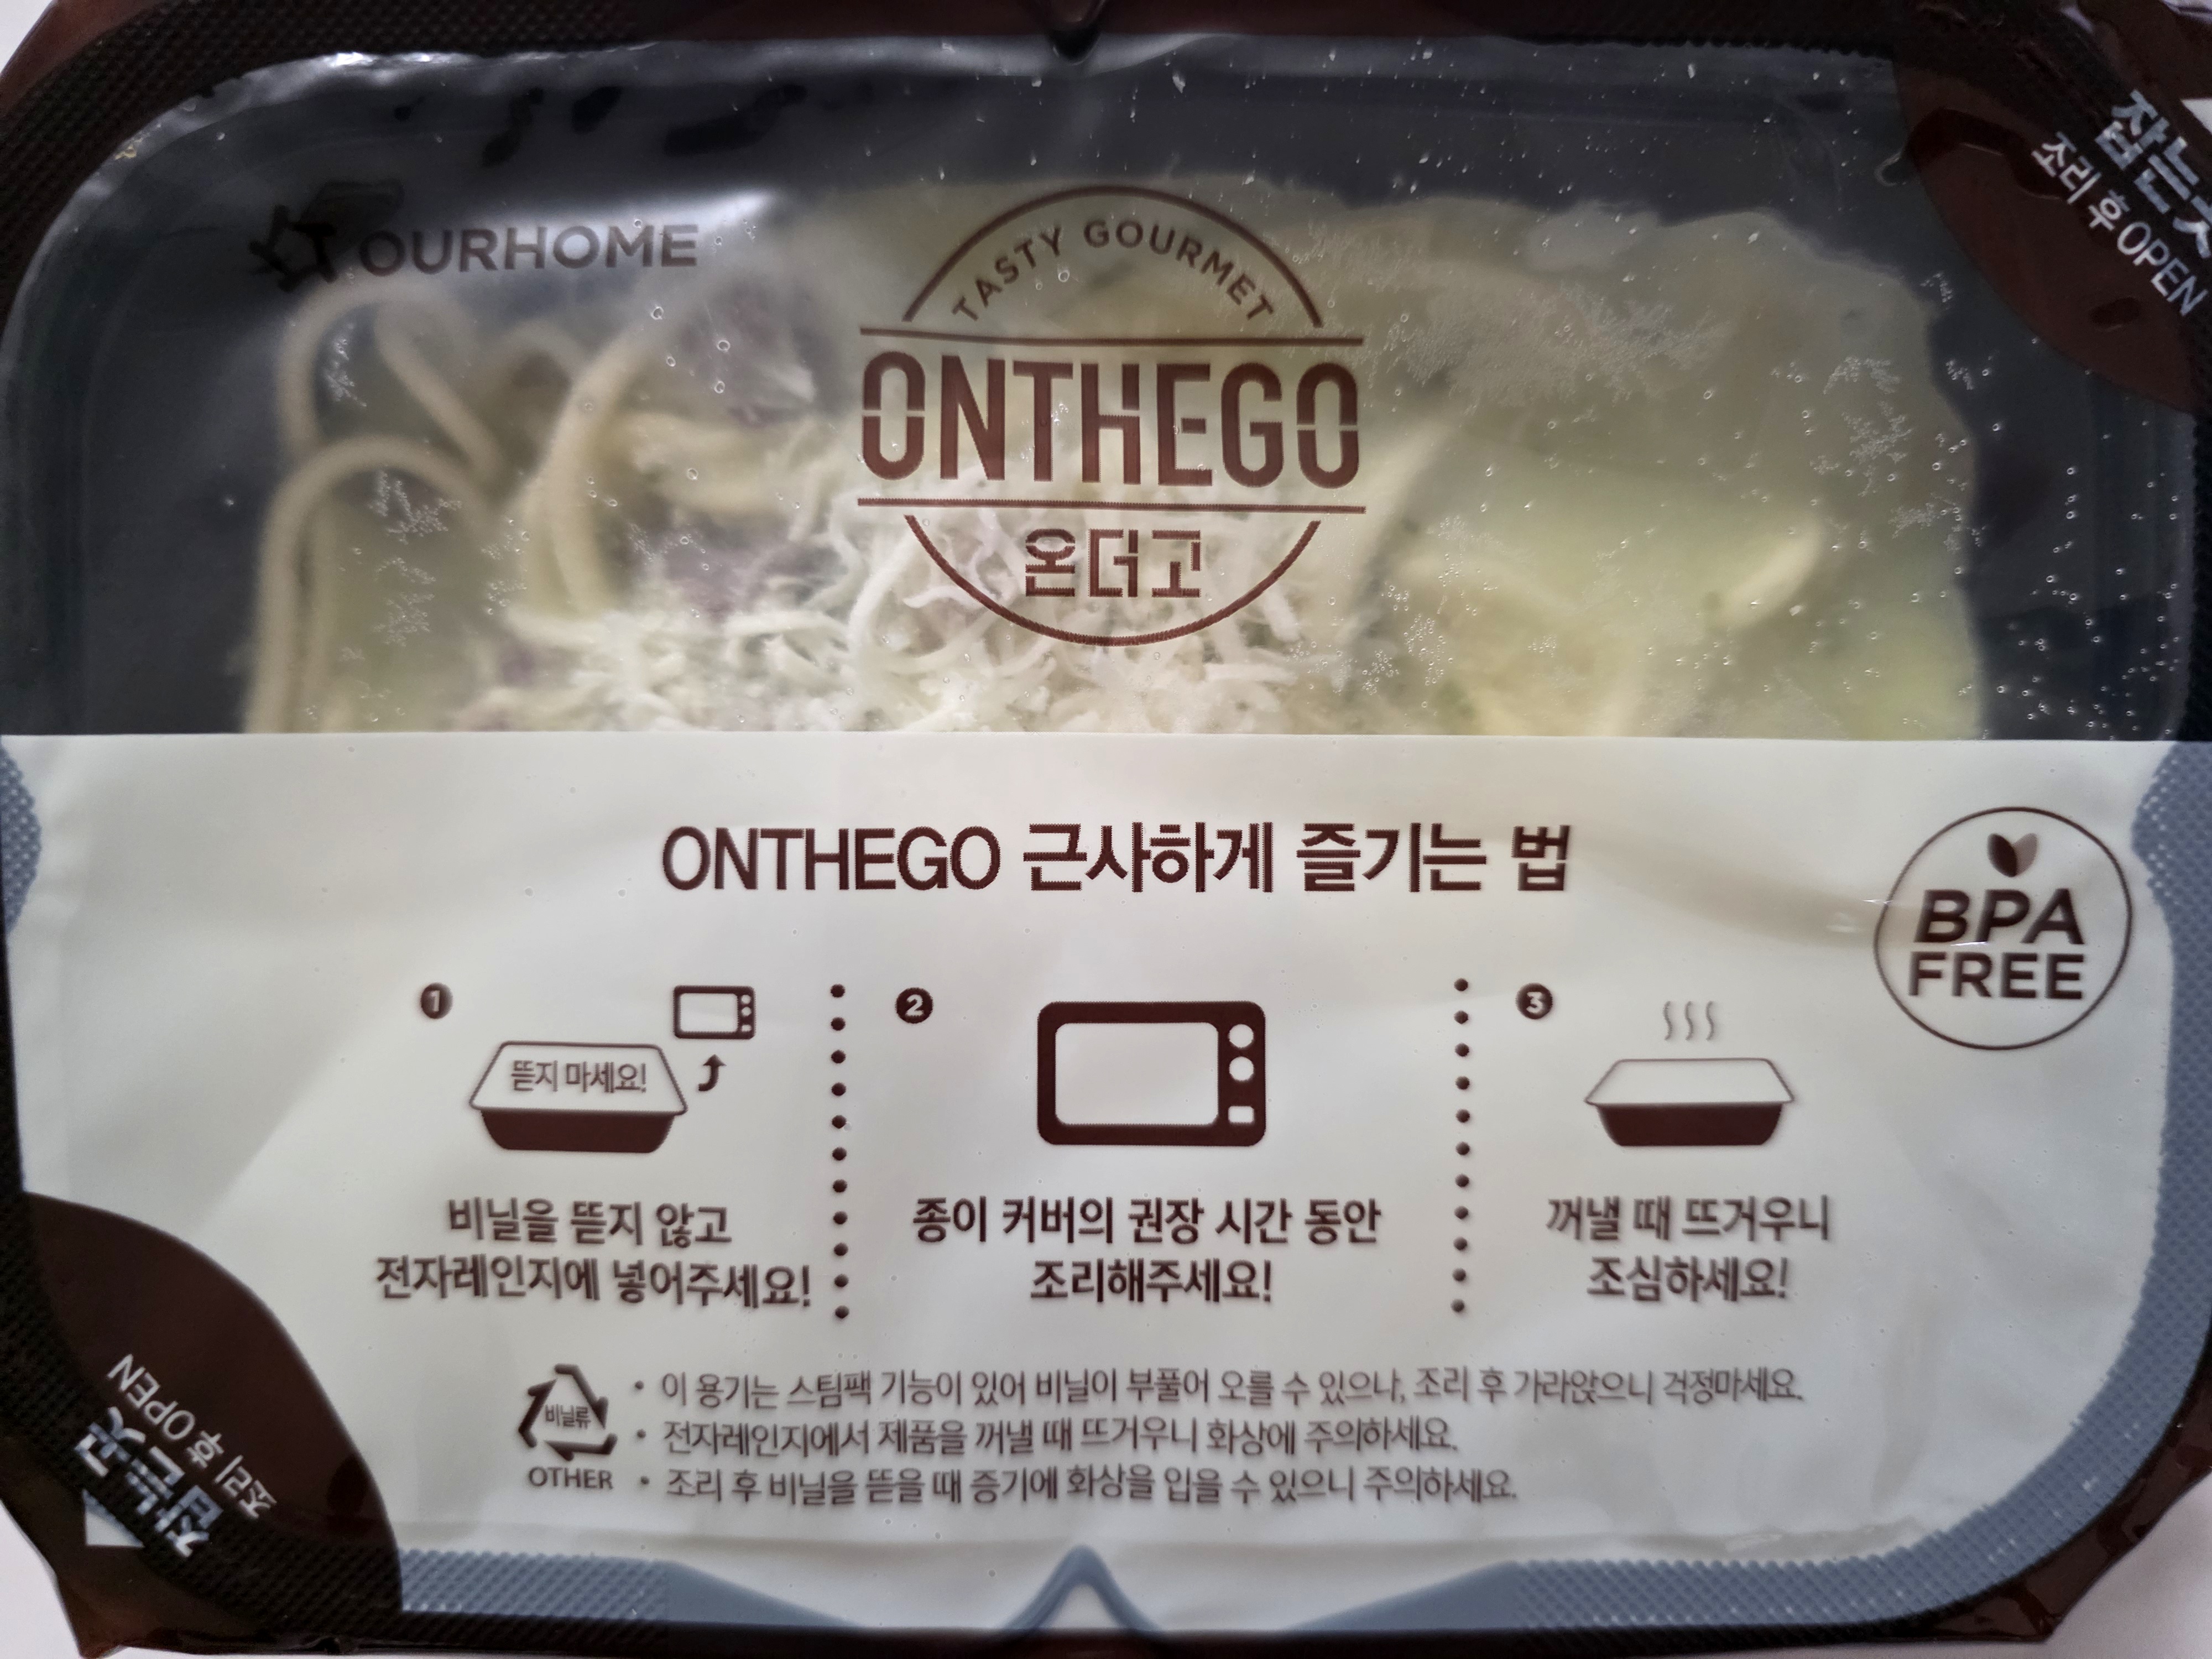 OURHOME
TASTY GOURMET
ONTHEGO
온더고
잡는곳
조리 후 OPEN
ONTHEGO 근사하게 즐기는 법
BPA
FREE
1
뜯지 마세요!
비닐을 뜯지 않고
전자레인지에 넣어주세요!
2
종이 커버의 권장 시간 동안
조리해주세요!
3
꺼낼 때 뜨거우니
조심하세요!
비닐류
OTHER
• 이 용기는 스팀팩 기능이 있어 비닐이 부풀어 오를 수 있으나, 조리 후 가라앉으니 걱정마세요.
• 전자레인지에서 제품을 꺼낼 때 뜨거우니 화상에 주의하세요.
• 조리 후 비닐을 뜯을 때 증기에 화상을 입을 수 있으니 주의하세요.
잡는곳
조리 후 OPEN